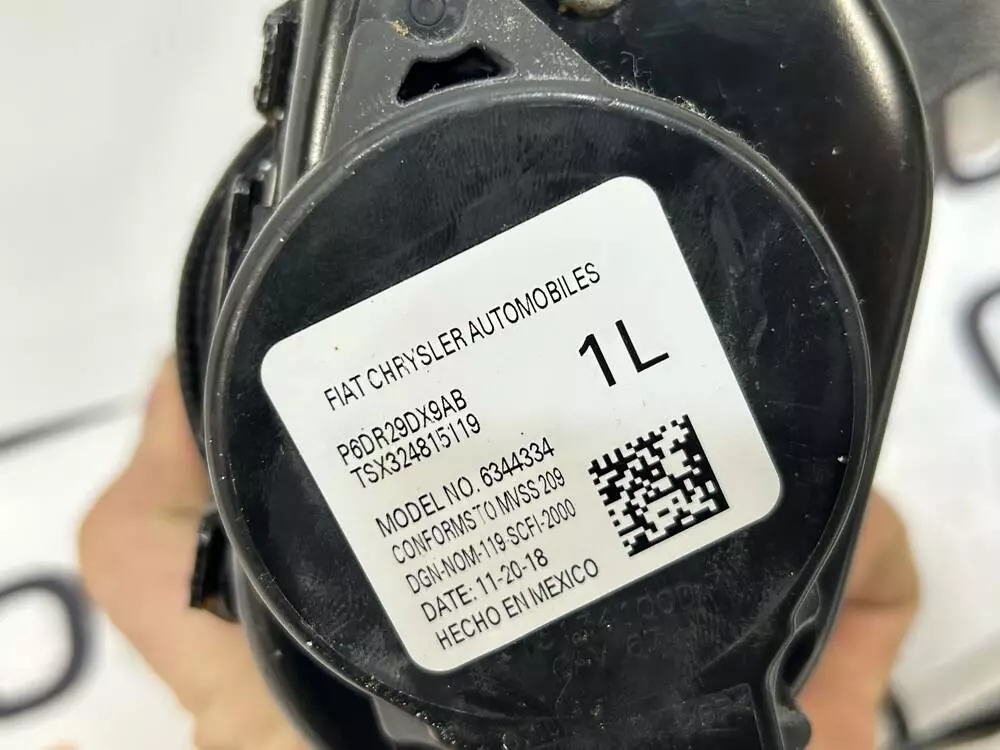 FIAT CHRYSLER AUTOMOBILES
1L
P6DR29DX9AB
TSX324815119
MODEL NO. 6344334
CONFORMS TO MVSS 209
DGN-NOM-119-SCFI-2000
DATE: 11-20-18
HECHO EN MEXICO